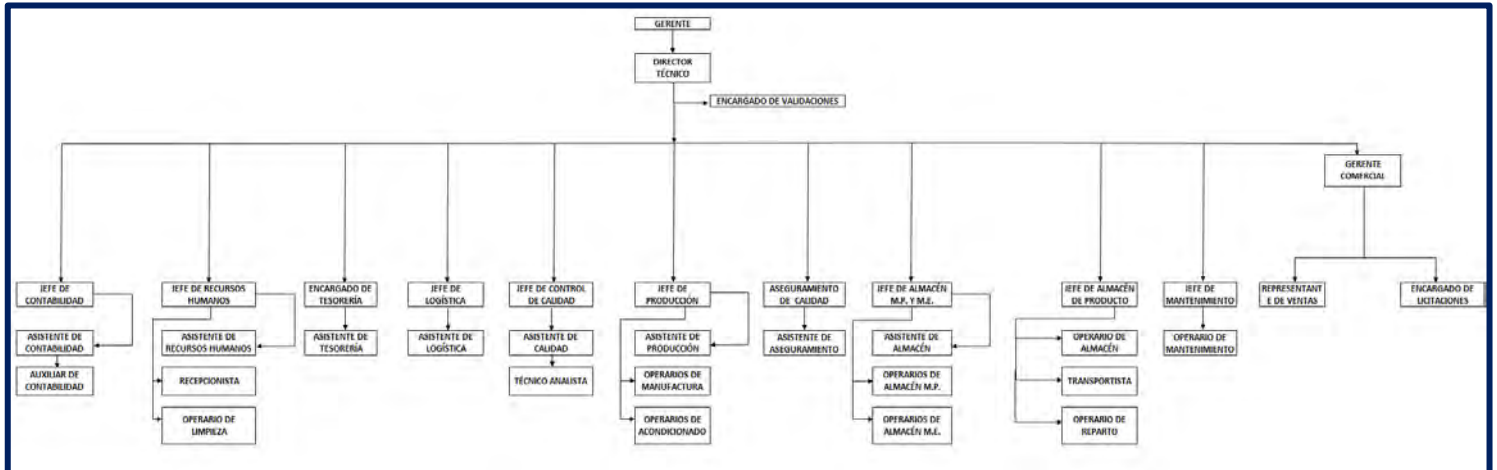 GERENTE
DIRECTOR
TÉCNICO
ENCARGADO DE VALIDACIONES
GERENTE
COMERCIAL
JEFE DE
CONTABILIDAD
JEFE DE RECURSOS
HUMANOS
ENCARGADO DE
TESORERÍA
JEFE DE
LOGÍSTICA
JEFE DE CONTROL
DE CALIDAD
JEFE DE
PRODUCCIÓN
ASEGURAMIENTO
DE CALIDAD
JEFE DE ALMACÉN
M.P. Y M.E.
JEFE DE ALMACÉN
DE PRODUCTO
JEFE DE
MANTENIMIENTO
REPRESENTANT
E DE VENTAS
ENCARGADO DE
LICITACIONES
ASISTENTE DE
CONTABILIDAD
ASISTENTE DE
RECURSOS HUMANOS
ASISTENTE DE
TESORERÍA
ASISTENTE DE
LOGÍSTICA
ASISTENTE DE
CALIDAD
ASISTENTE DE
PRODUCCIÓN
ASISTENTE DE
ASEGURAMIENTO
ASISTENTE DE
ALMACÉN
OPERARIO DE
ALMACÉN
OPERARIO DE
MANTENIMIENTO
AUXILIAR DE
CONTABILIDAD
RECEPCIONISTA
TÉCNICO ANALISTA
OPERARIOS DE
MANUFACTURA
OPERARIOS DE
ALMACÉN M.P.
TRANSPORTISTA
OPERARIO DE
LIMPIEZA
OPERARIOS DE
ACONDICIONADO
OPERARIOS DE
ALMACÉN M.E.
OPERARIO DE
REPARTO